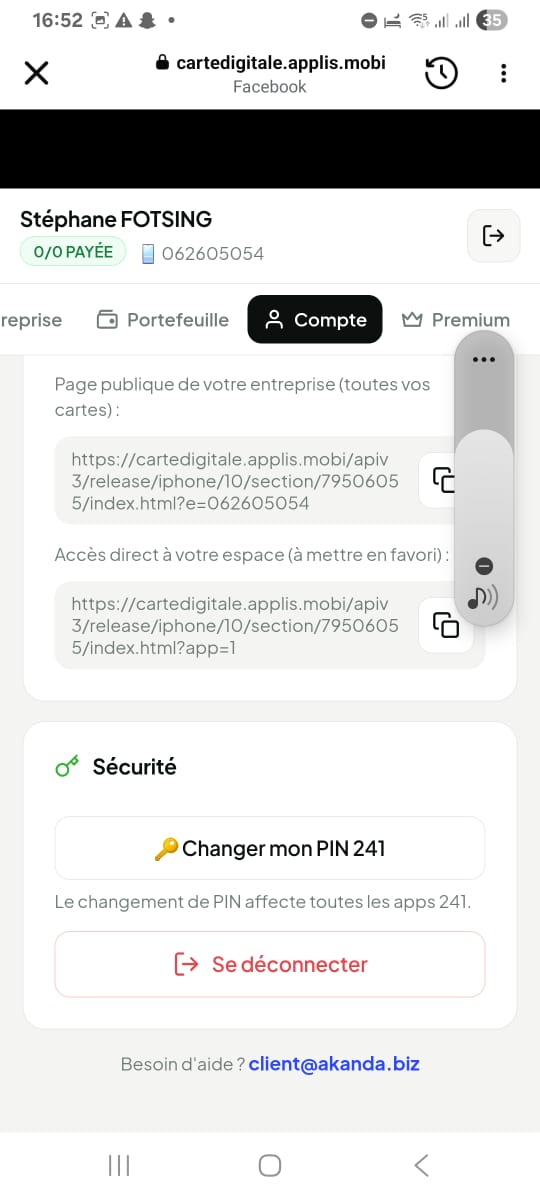 16:52
35
cartedigitale.applis.mobi
Facebook
Stéphane FOTSING
0/0 PAYÉE
062605054
reprise
Portefeuille
Compte
Premium
Page publique de votre entreprise (toutes vos
cartes) :
https://cartedigitale.applis.mobi/apiv
3/release/iphone/10/section/7950605
5/index.html?e=062605054
Accès direct à votre espace (à mettre en favori) :
https://cartedigitale.applis.mobi/apiv
3/release/iphone/10/section/7950605
5/index.html?app=1
Sécurité
Changer mon PIN 241
Le changement de PIN affecte toutes les apps 241.
Se déconnecter
Besoin d'aide ? client@akanda.biz